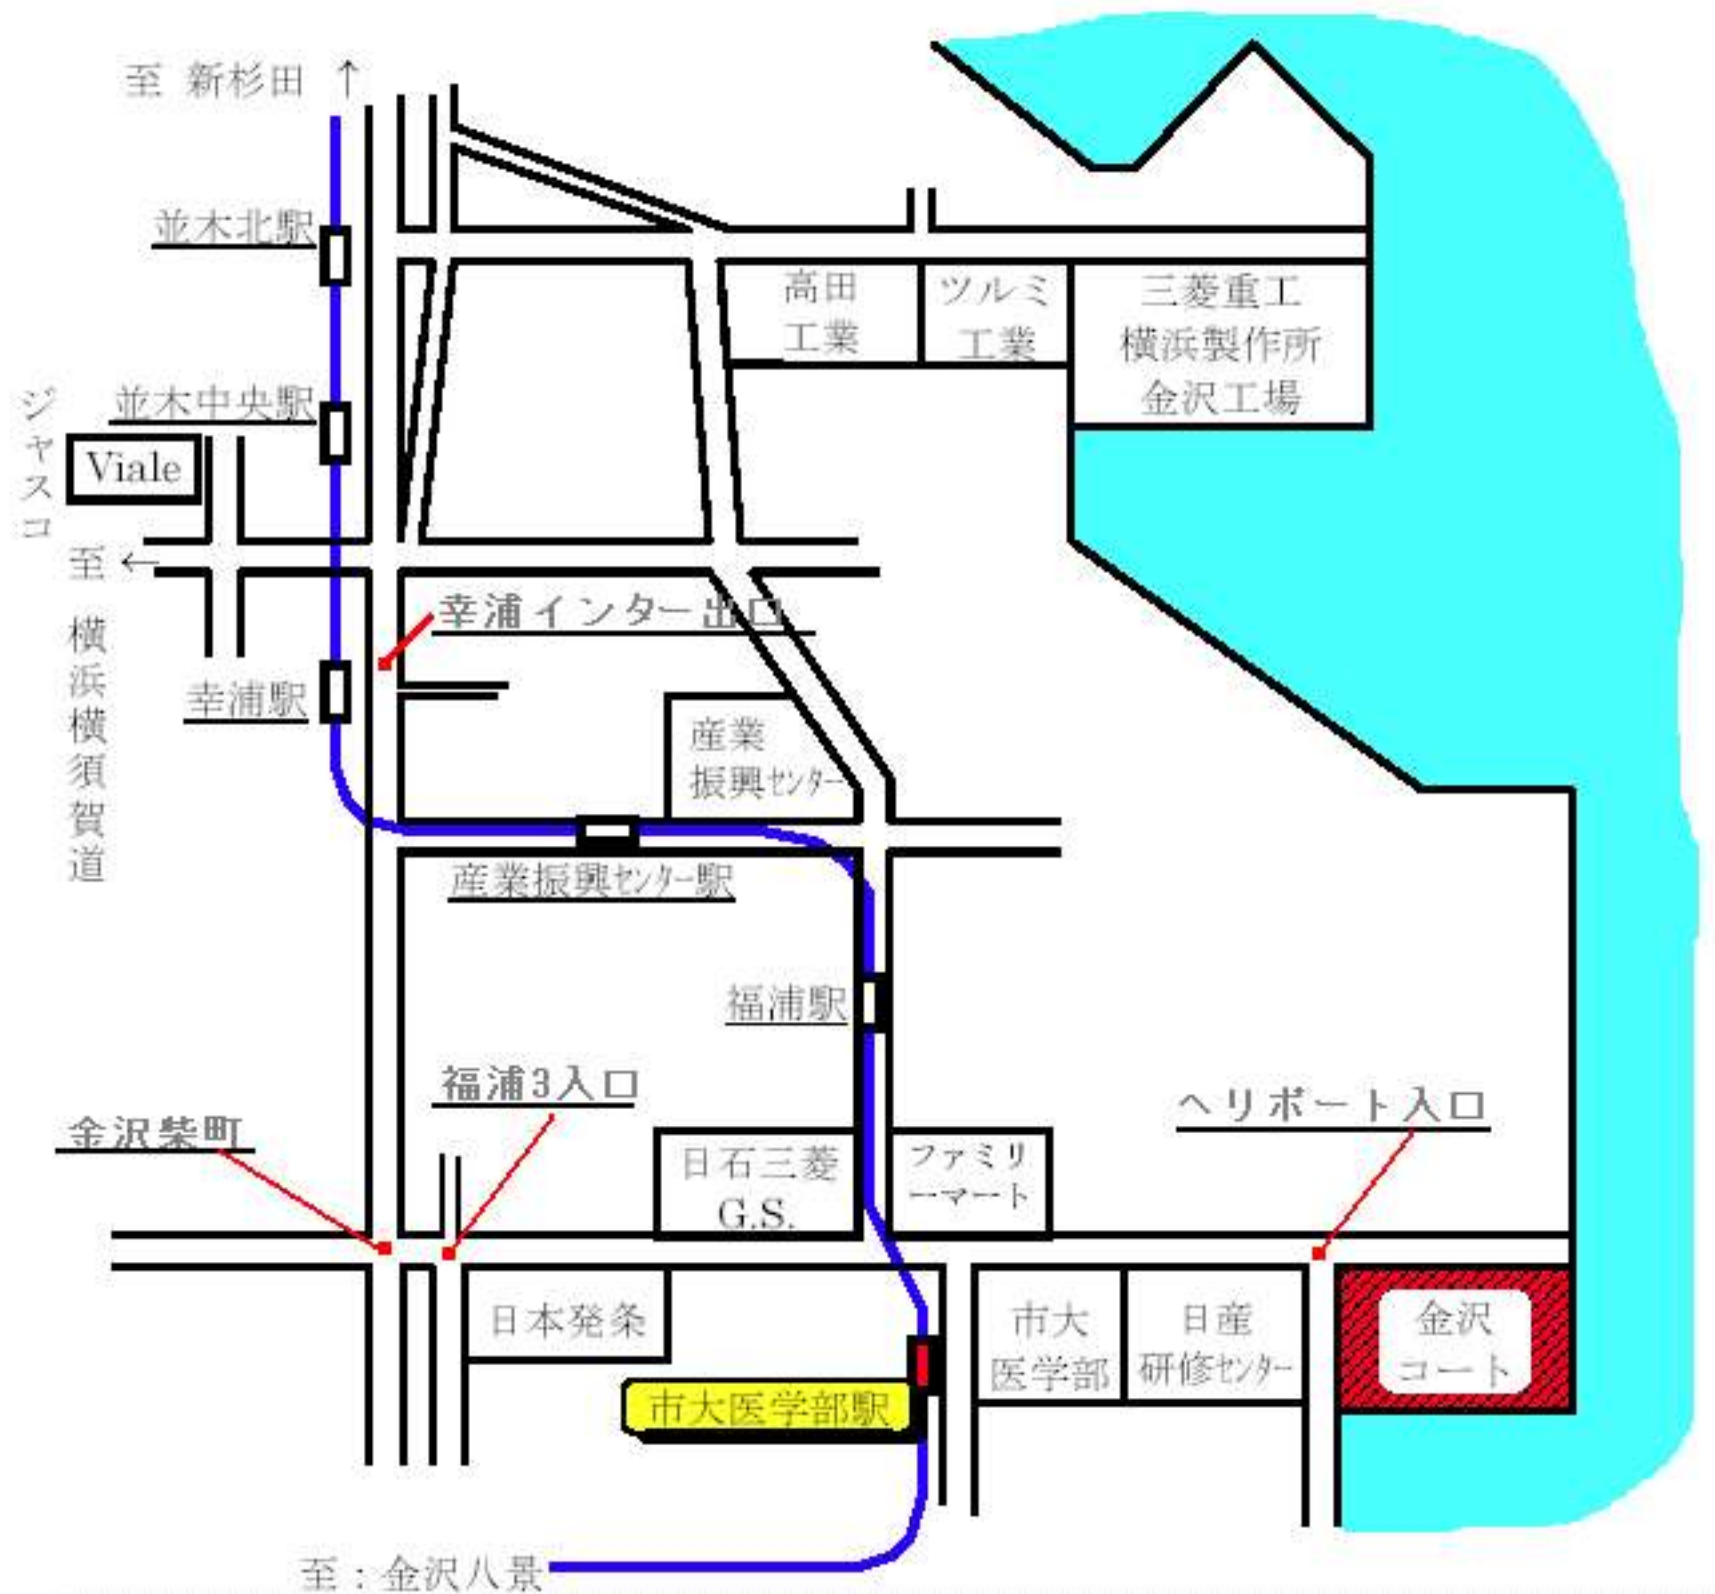 至 新杉田 ↑
並木北駅
高田
工業
ツルミ
工業
三菱重工
横浜製作所
金沢工場
ジャスコ
並木中央駅
Viale
至 ←
横浜横須賀道
幸浦インター出口
幸浦駅
産業
振興センター
産業振興センター駅
福浦駅
福浦3入口
ヘリポート入口
金沢柴町
日石三菱
G.S.
ファミリ
ーマート
日本発条
市大
医学部
日産
研修センター
金沢
コート
市大医学部駅
至:金沢八景